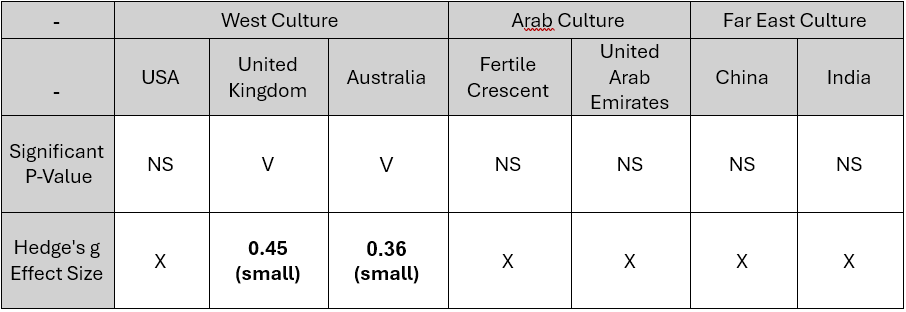 - West Culture Arab Culture Far East Culture
- USA United Kingdom Australia Fertile Crescent United Arab Emirates China India
Significant P-Value NS V V NS NS NS NS
Hedge's g Effect Size X 0.45 (small) 0.36 (small) X X X X